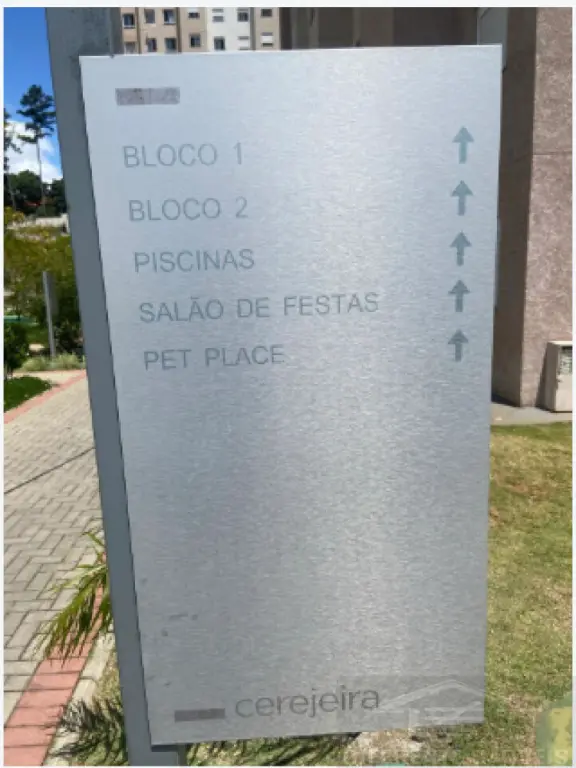 BLOCO 1
BLOCO 2
PISCINAS
SALÃO DE FESTAS
PET PLACE
cerejeira